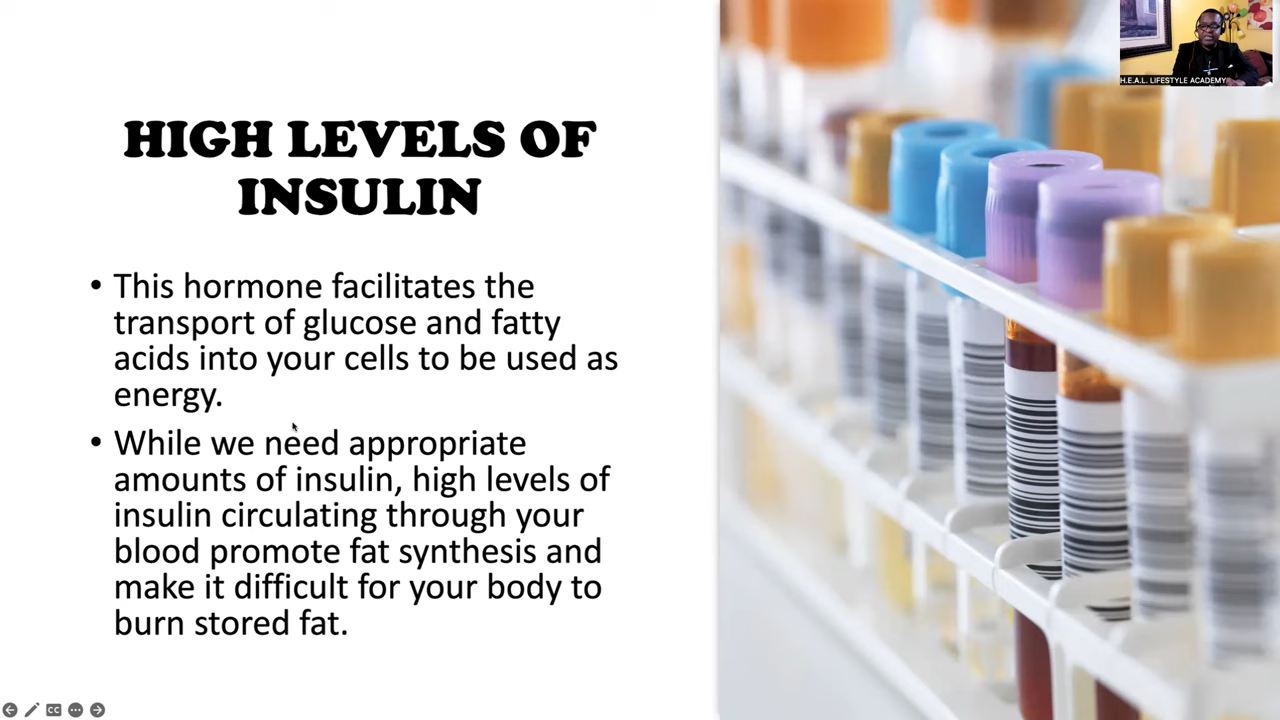 HIGH LEVELS OF
INSULIN
• This hormone facilitates the
transport of glucose and fatty
acids into your cells to be used as
energy.
• While we need appropriate
amounts of insulin, high levels of
insulin circulating through your
blood promote fat synthesis and
make it difficult for your body to
burn stored fat.
H.E.A.L. LIFESTYLE ACADEMY
CC